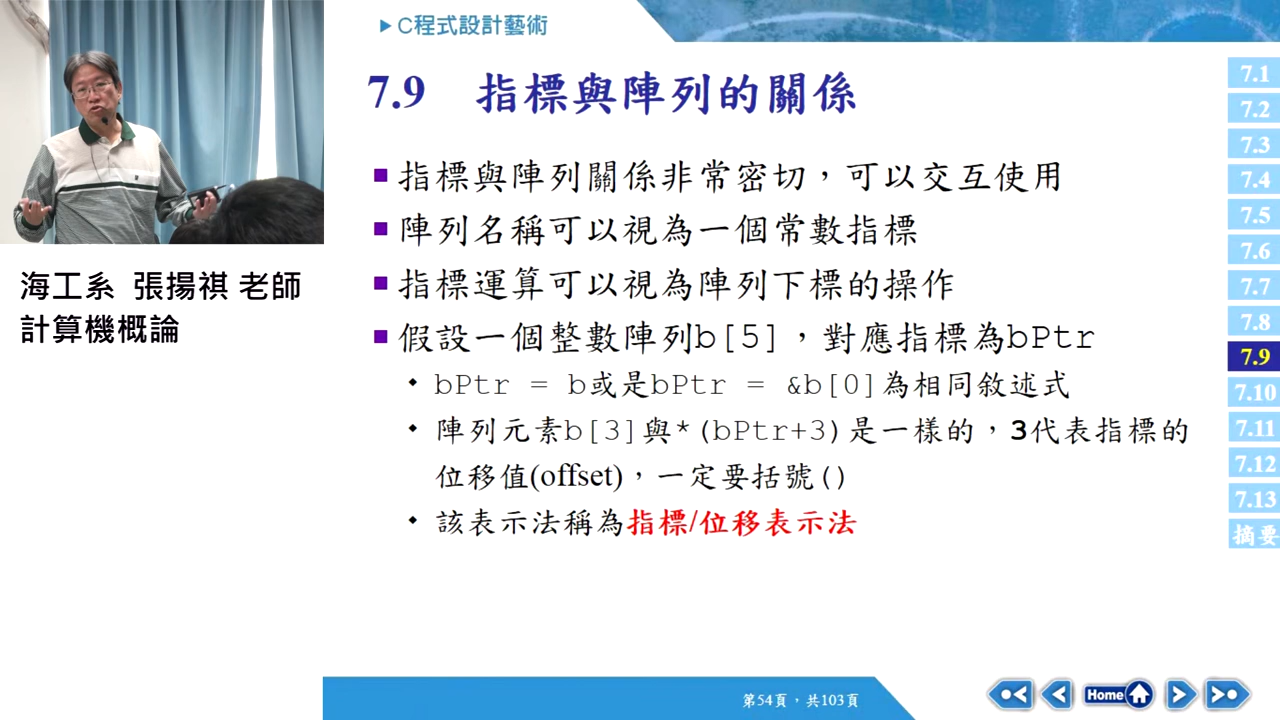 C程式設計藝術
7.9 指標與陣列的關係
指標與陣列關係非常密切，可以交互使用
陣列名稱可以視為一個常數指標
指標運算可以視為陣列下標的操作
假設一個整數陣列b[5]，對應指標為bPtr
bPtr = b或是bPtr = &b[0]為相同敘述式
陣列元素b[3]與*(bPtr+3)是一樣的，3代表指標的
位移值(offset)，一定要括號()
該表示法稱為指標/位移表示法
海工系 張揚祺 老師
計算機概論
7.1
7.2
7.3
7.4
7.5
7.6
7.7
7.8
7.9
7.10
7.11
7.12
7.13
摘要
第54頁，共103頁
Home